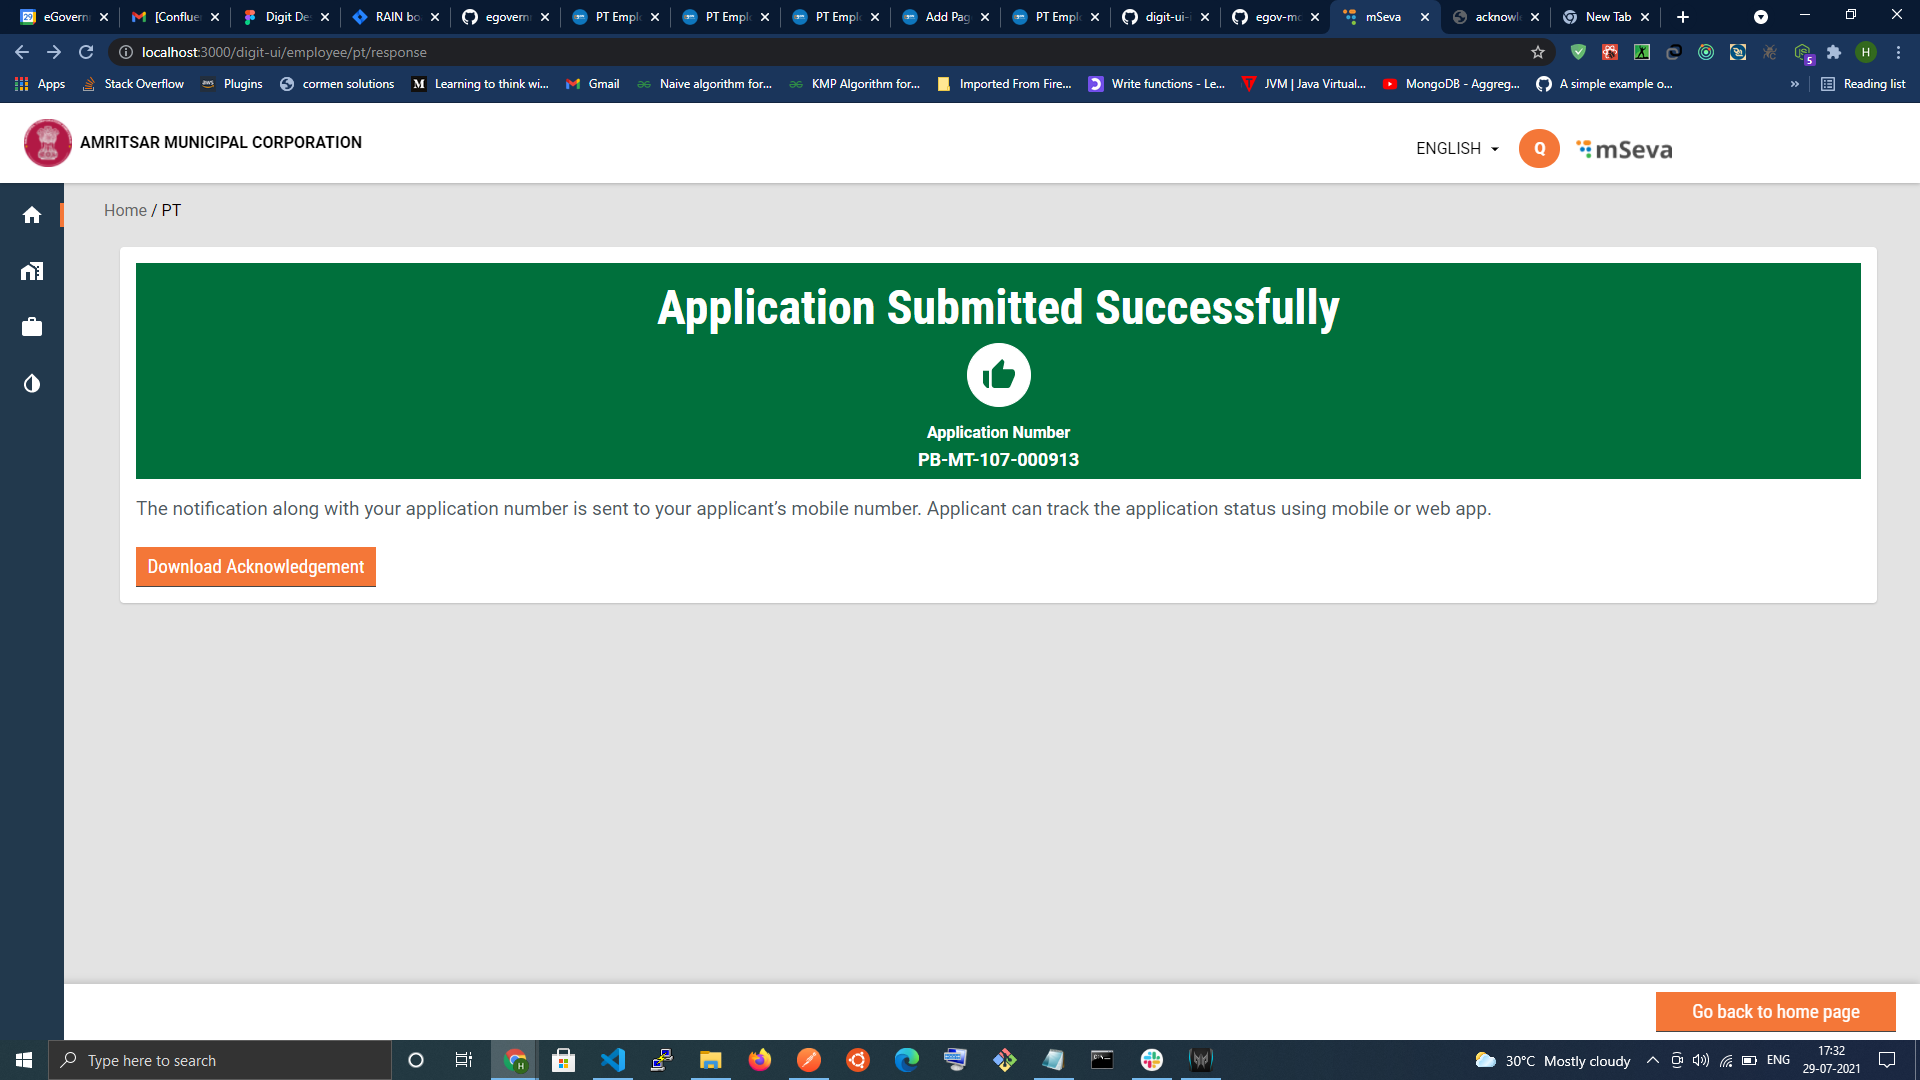 eGovernm
[Confluen
Digit Des
RAIN bo
egovernm
PT Empl
PT Empl
PT Empl
Add Pag
PT Empl
digit-ui-i
egov-mo
mSeva
acknowl
New Tab
localhost:3000/digit-ui/employee/pt/response
Apps
Stack Overflow
Plugins
cormen solutions
Learning to think wi...
Gmail
Naive algorithm for...
KMP Algorithm for...
Imported From Fire...
Write functions - Le...
JVM | Java Virtual...
MongoDB - Aggreg...
A simple example o...
»
Reading list
AMRITSAR MUNICIPAL CORPORATION
ENGLISH
Q
mSeva
Home / PT
Application Submitted Successfully
Application Number
PB-MT-107-000913
The notification along with your application number is sent to your applicant’s mobile number. Applicant can track the application status using mobile or web app.
Download Acknowledgement
Go back to home page
Type here to search
30°C Mostly cloudy
ENG
17:32
29-07-2021